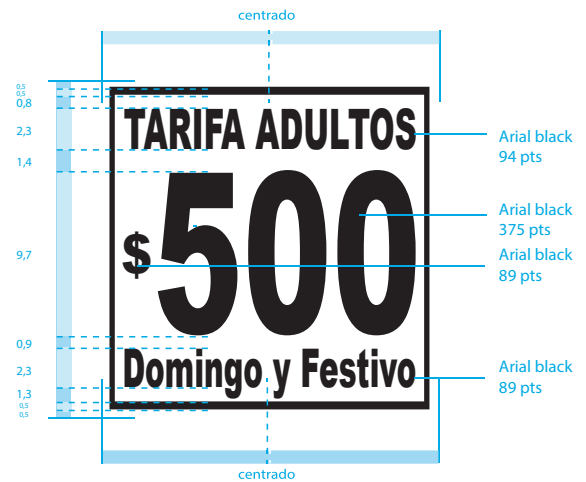 centrado
0,5
0,5
0,8
2,3
1,4
9,7
0,9
2,3
1,3
0,5
0,5
TARIFA ADULTOS
$500
Domingo y Festivo
Arial black
94 pts
Arial black
375 pts
Arial black
89 pts
Arial black
89 pts
centrado